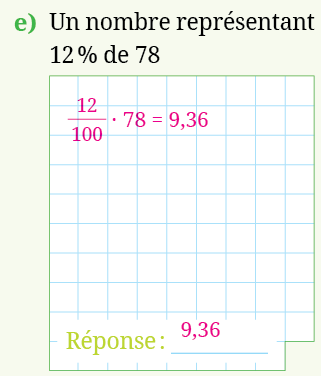 e) Un nombre représentant
12 % de 78
12/100 · 78 = 9,36
Réponse : 9,36